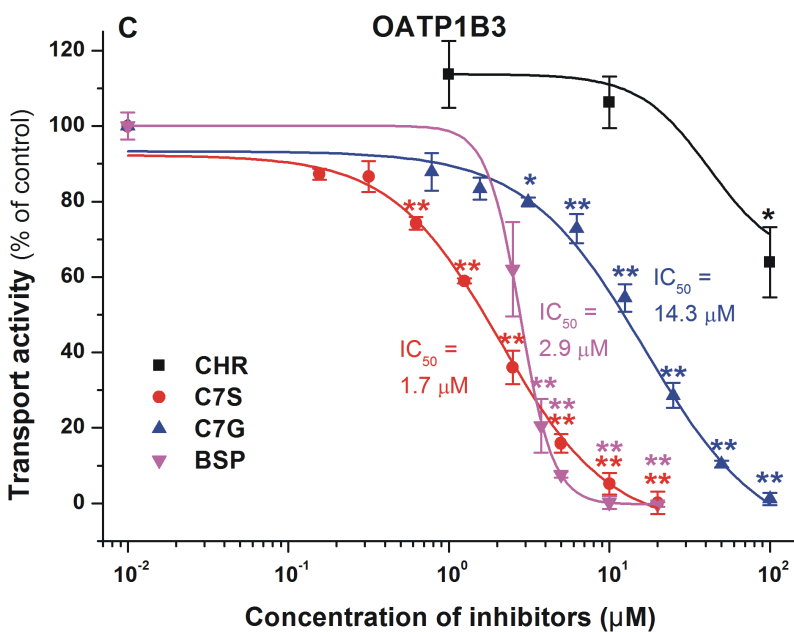 C
OATP1B3
Transport activity (% of control)
120
100
80
60
40
20
0
*
**
**
*
**
**
**
**
**
**
**
**
**
**
**
**
**
**
IC50 =
14.3 μM
IC50 =
2.9 μM
IC50 =
1.7 μM
CHR
C7S
C7G
BSP
10-2
10-1
100
101
102
Concentration of inhibitors (μM)